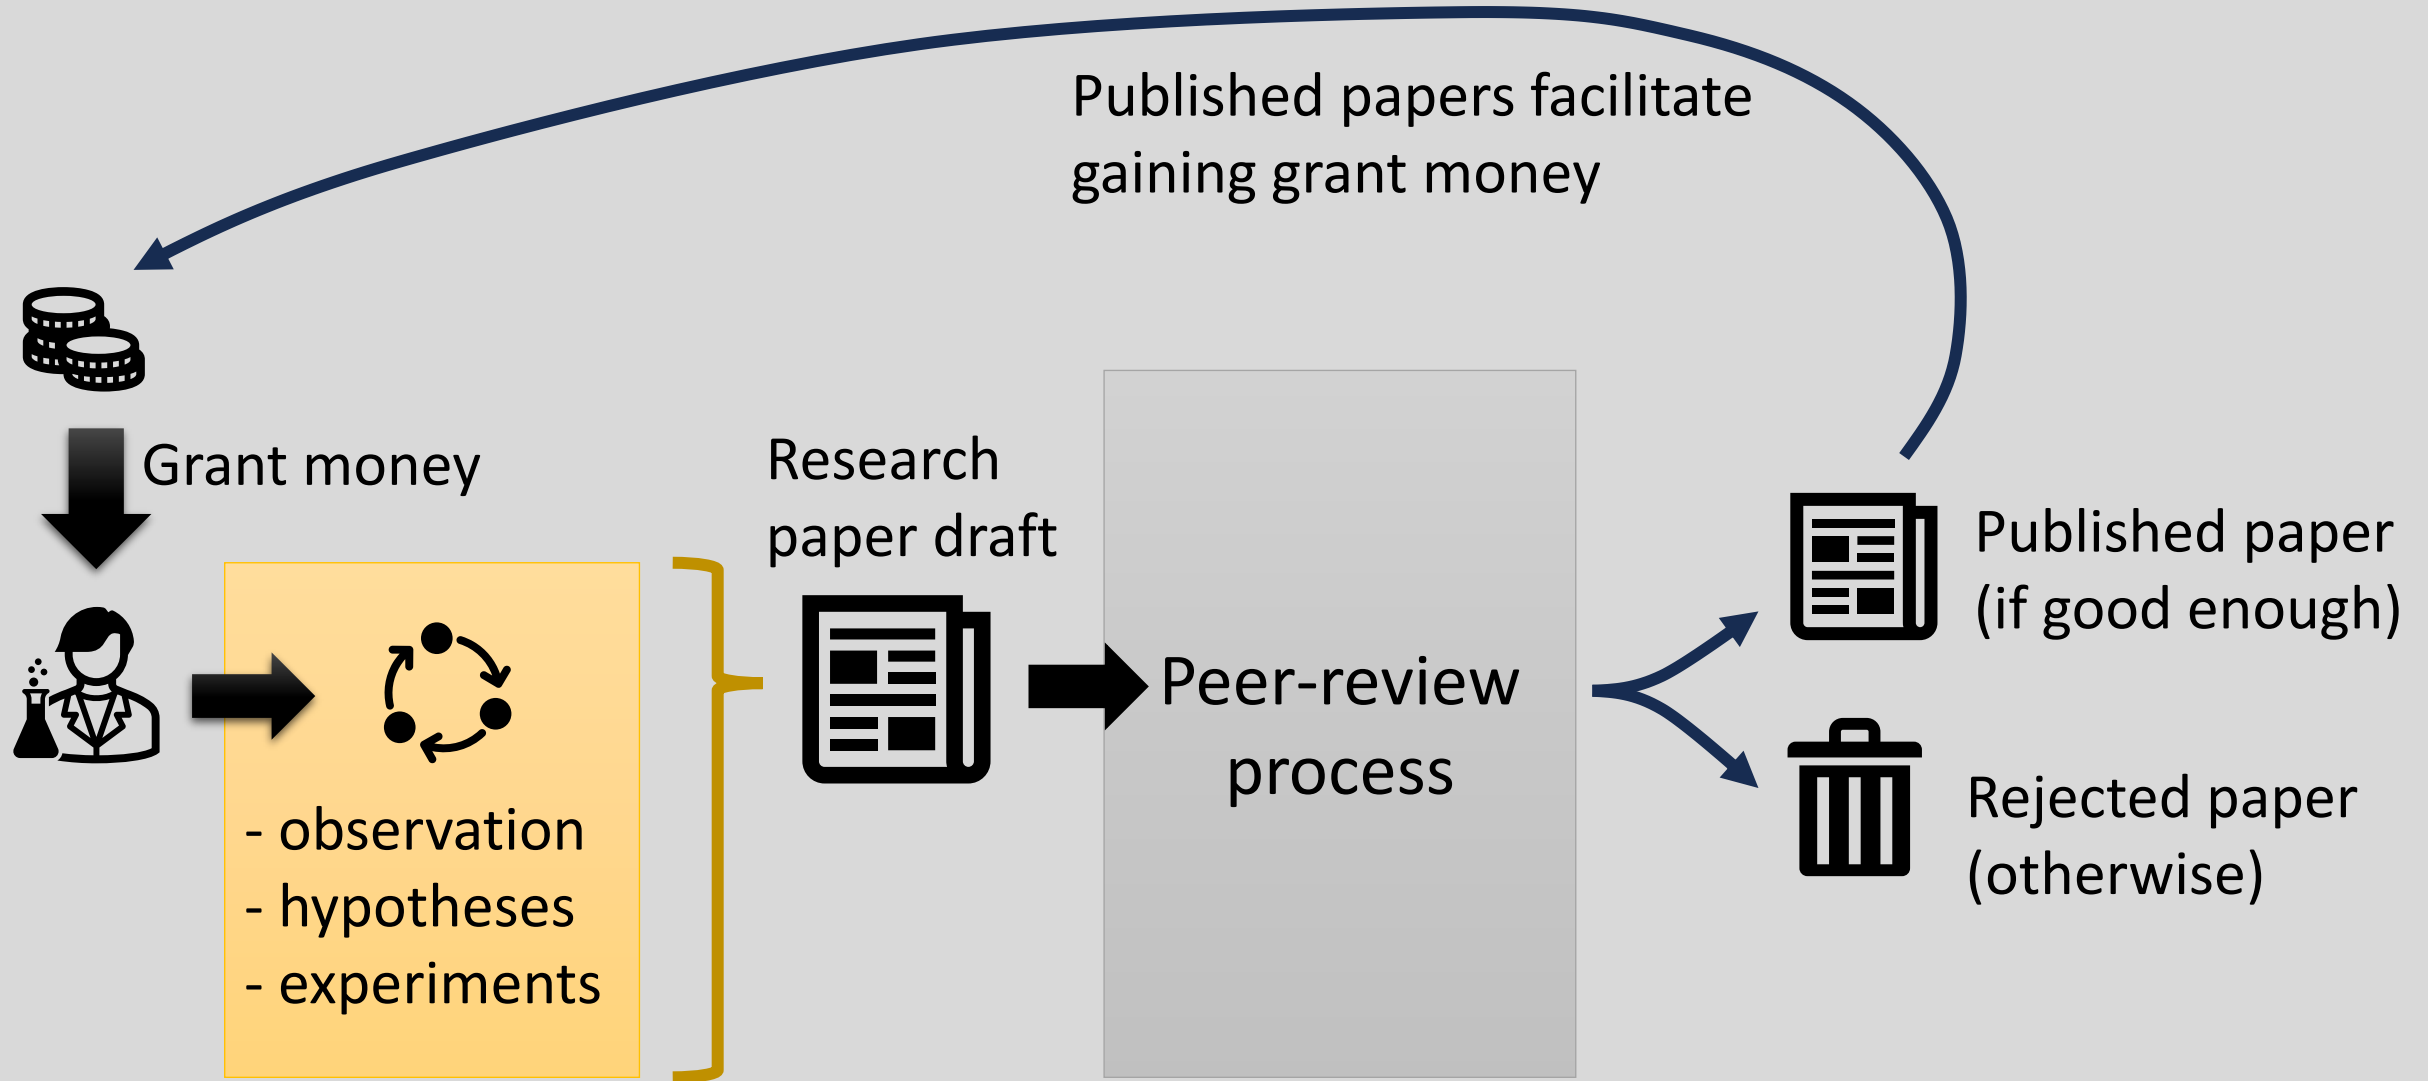 Published papers facilitate
gaining grant money
Grant money
- observation
- hypotheses
- experiments
Research
paper draft
Peer-review
process
Published paper
(if good enough)
Rejected paper
(otherwise)